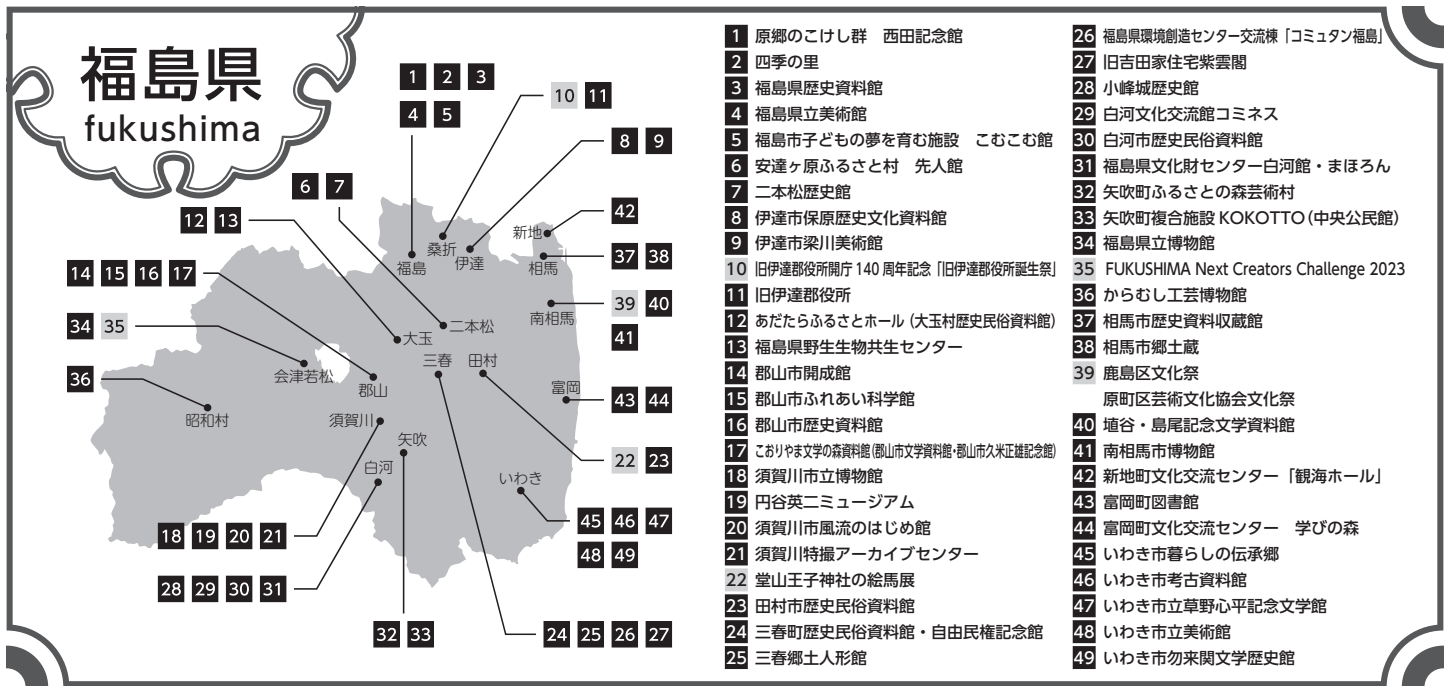 福島県
fukushima
1 2 3
4 5
10 11
8 9
6 7
12 13
42
新地
桑折
伊達
福島
相馬
37 38
14 15 16 17
39 40
41
南相馬
二本松
大玉
34 35
三春 田村
会津若松
郡山
36
富岡
43 44
昭和村
須賀川
矢吹
白河
22 23
いわき
45 46 47
48 49
18 19 20 21
28 29 30 31
32 33
24 25 26 27
1 原郷のこけし群 西田記念館
2 四季の里
3 福島県歴史資料館
4 福島県立美術館
5 福島市子どもの夢を育む施設 こむこむ館
6 安達ヶ原ふるさと村 先人館
7 二本松歴史館
8 伊達市保原歴史文化資料館
9 伊達市梁川美術館
10 旧伊達郡役所開庁140周年記念「旧伊達郡役所誕生祭」
11 旧伊達郡役所
12 あだたらふるさとホール(大玉村歴史民俗資料館)
13 福島県野生生物共生センター
14 郡山市開成館
15 郡山市ふれあい科学館
16 郡山市歴史資料館
17 こおりやま文学の森資料館(郡山市文学資料館・郡山市久米正雄記念館)
18 須賀川市立博物館
19 円谷英二ミュージアム
20 須賀川市風流のはじめ館
21 須賀川特撮アーカイブセンター
22 堂山王子神社の絵馬展
23 田村市歴史民俗資料館
24 三春町歴史民俗資料館・自由民権記念館
25 三春郷土人形館
26 福島県環境創造センター交流棟「コミュタン福島」
27 旧吉田家住宅紫雲閣
28 小峰城歴史館
29 白河文化交流館コミネス
30 白河市歴史民俗資料館
31 福島県文化財センター白河館・まほろん
32 矢吹町ふるさとの森芸術村
33 矢吹町複合施設 KOKOTTO(中央公民館)
34 福島県立博物館
35 FUKUSHIMA Next Creators Challenge 2023
36 からむし工芸博物館
37 相馬市歴史資料収蔵館
38 相馬市郷土蔵
39 鹿島区文化祭
原町区芸術文化協会文化祭
40 埴谷・島尾記念文学資料館
41 南相馬市博物館
42 新地町文化交流センター「観海ホール」
43 富岡町図書館
44 富岡町文化交流センター 学びの森
45 いわき市暮らしの伝承郷
46 いわき市考古資料館
47 いわき市立草野心平記念文学館
48 いわき市立美術館
49 いわき市勿来関文学歴史館